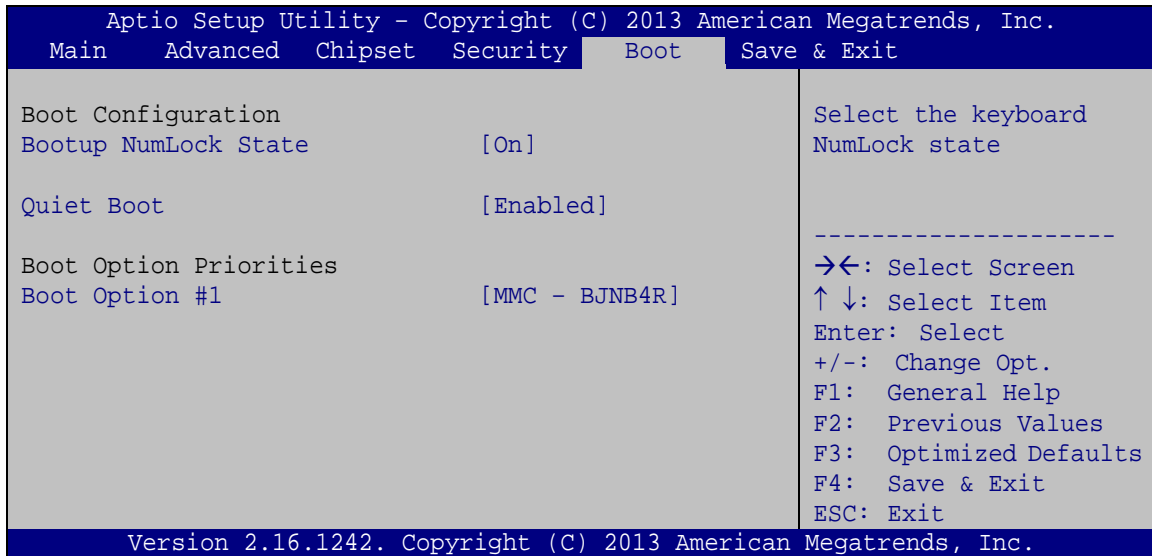 Aptio Setup Utility – Copyright (C) 2013 American Megatrends, Inc.
Main Advanced Chipset Security Boot Save & Exit
Boot Configuration
Bootup NumLock State [On]
Quiet Boot [Enabled]
Boot Option Priorities
Boot Option #1 [MMC – BJNB4R]
Select the keyboard
NumLock state
---------------------
→←: Select Screen
↑ ↓: Select Item
Enter: Select
+/-: Change Opt.
F1: General Help
F2: Previous Values
F3: Optimized Defaults
F4: Save & Exit
ESC: Exit
Version 2.16.1242. Copyright (C) 2013 American Megatrends, Inc.